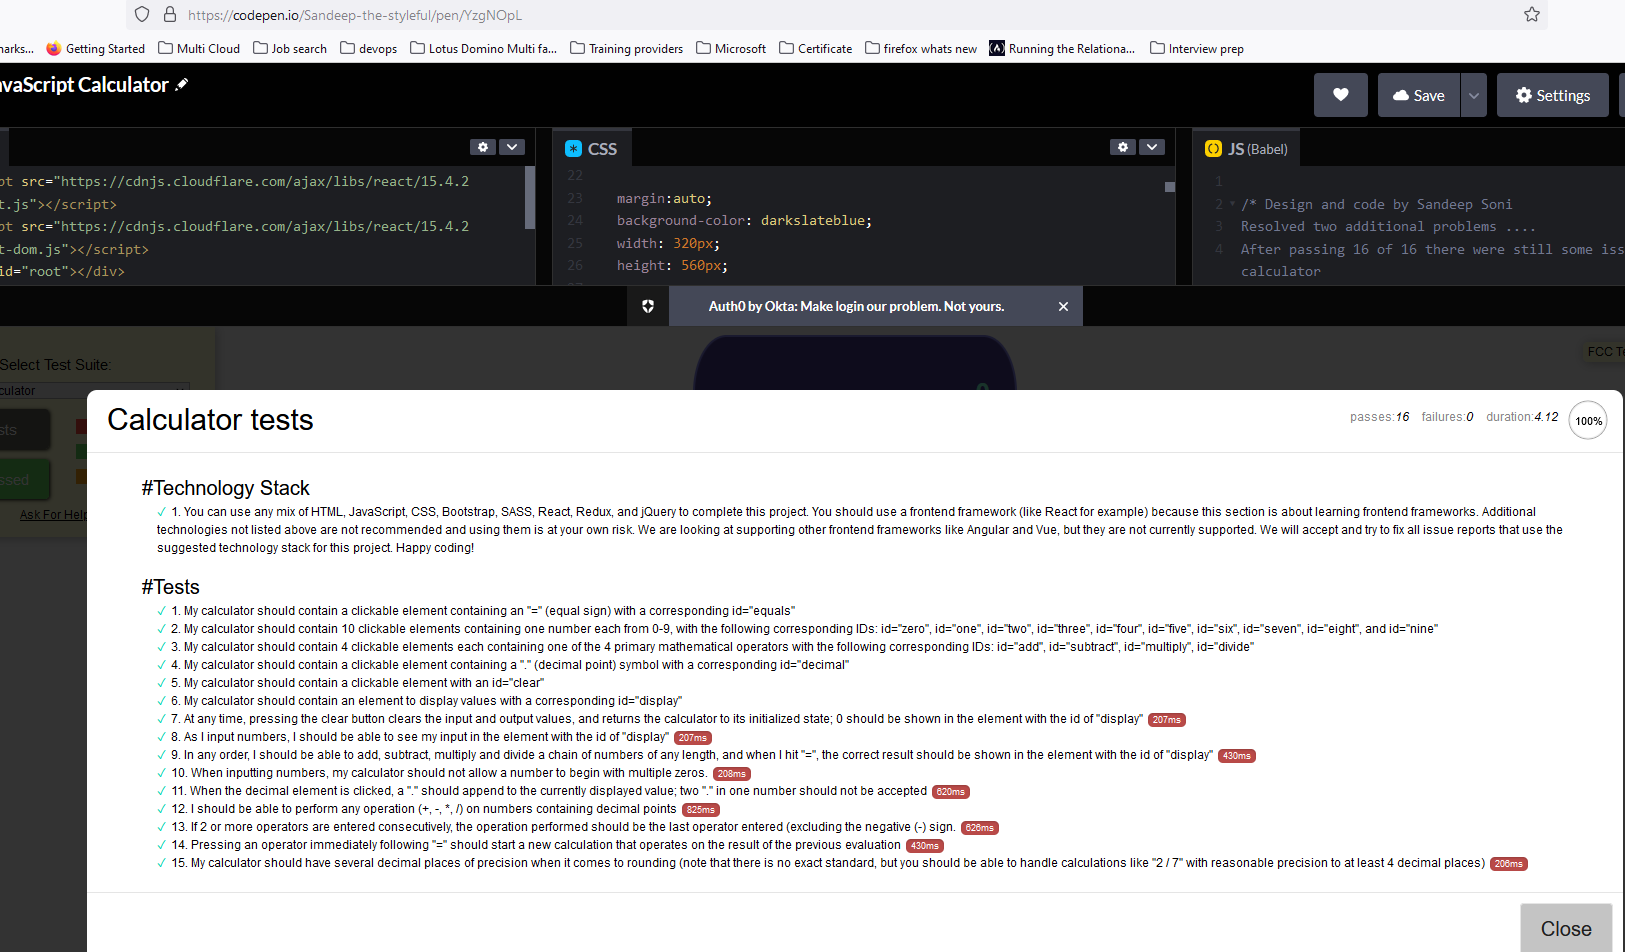 https://codepen.io/Sandeep-the-styleful/pen/YzgNOpL
narks... Getting Started Multi Cloud Job search devops Lotus Domino Multi fa... Training providers Microsoft Certificate firefox whats new Running the Relationa... Interview prep
avaScript Calculator
Save
Settings
CSS
JS (Babel)
pt src="https://cdnjs.cloudflare.com/ajax/libs/react/15.4.2
t.js"></script>
pt src="https://cdnjs.cloudflare.com/ajax/libs/react/15.4.2
t-dom.js"></script>
id="root"></div>
22
23 margin:auto;
24 background-color: darkslateblue;
25 width: 320px;
26 height: 560px;
1
2 /* Design and code by Sandeep Soni
3 Resolved two additional problems ....
4 After passing 16 of 16 there were still some iss
calculator
Auth0 by Okta: Make login our problem. Not yours.
Select Test Suite:
culator
sts
ssed
Ask For Help
FCC Te
0
Calculator tests
passes:16 failures:0 duration:4.12 100%
#Technology Stack
✓ 1. You can use any mix of HTML, JavaScript, CSS, Bootstrap, SASS, React, Redux, and jQuery to complete this project. You should use a frontend framework (like React for example) because this section is about learning frontend frameworks. Additional
technologies not listed above are not recommended and using them is at your own risk. We are looking at supporting other frontend frameworks like Angular and Vue, but they are not currently supported. We will accept and try to fix all issue reports that use the
suggested technology stack for this project. Happy coding!
#Tests
✓ 1. My calculator should contain a clickable element containing an "=" (equal sign) with a corresponding id="equals"
✓ 2. My calculator should contain 10 clickable elements containing one number each from 0-9, with the following corresponding IDs: id="zero", id="one", id="two", id="three", id="four", id="five", id="six", id="seven", id="eight", and id="nine"
✓ 3. My calculator should contain 4 clickable elements each containing one of the 4 primary mathematical operators with the following corresponding IDs: id="add", id="subtract", id="multiply", id="divide"
✓ 4. My calculator should contain a clickable element containing a "." (decimal point) symbol with a corresponding id="decimal"
✓ 5. My calculator should contain a clickable element with an id="clear"
✓ 6. My calculator should contain an element to display values with a corresponding id="display"
✓ 7. At any time, pressing the clear button clears the input and output values, and returns the calculator to its initialized state; 0 should be shown in the element with the id of "display" 207ms
✓ 8. As I input numbers, I should be able to see my input in the element with the id of "display" 207ms
✓ 9. In any order, I should be able to add, subtract, multiply and divide a chain of numbers of any length, and when I hit "=", the correct result should be shown in the element with the id of "display" 430ms
✓ 10. When inputting numbers, my calculator should not allow a number to begin with multiple zeros. 208ms
✓ 11. When the decimal element is clicked, a "." should append to the currently displayed value; two "." in one number should not be accepted 620ms
✓ 12. I should be able to perform any operation (+, -, *, /) on numbers containing decimal points 825ms
✓ 13. If 2 or more operators are entered consecutively, the operation performed should be the last operator entered (excluding the negative (-) sign. 626ms
✓ 14. Pressing an operator immediately following "=" should start a new calculation that operates on the result of the previous evaluation 430ms
✓ 15. My calculator should have several decimal places of precision when it comes to rounding (note that there is no exact standard, but you should be able to handle calculations like "2 / 7" with reasonable precision to at least 4 decimal places) 206ms
Close